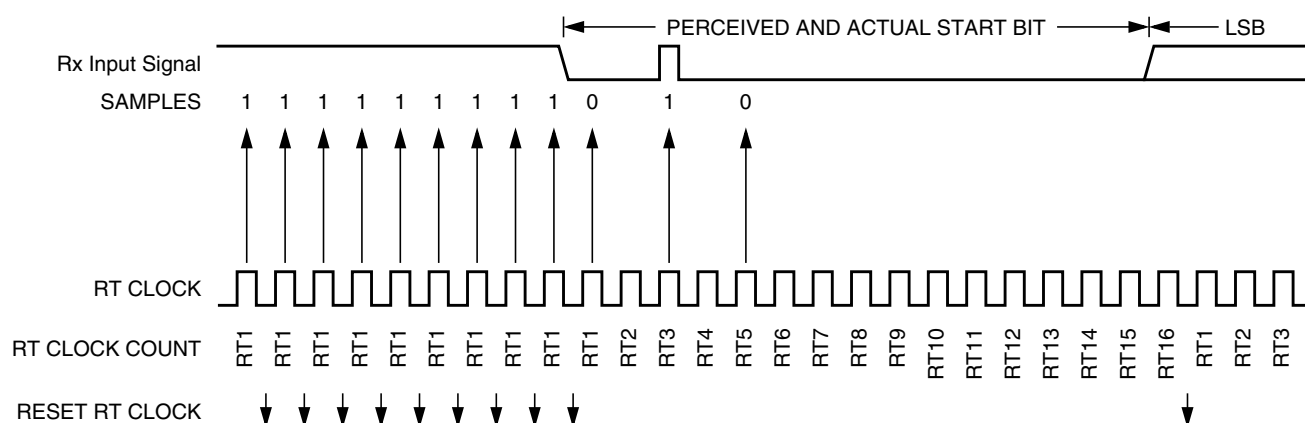 PERCEIVED AND ACTUAL START BIT LSB
Rx Input Signal
SAMPLES 1 1 1 1 1 1 1 1 1 0 1 0
RT CLOCK
RT CLOCK COUNT RT1 RT1 RT1 RT1 RT1 RT1 RT1 RT1 RT1 RT1 RT2 RT3 RT4 RT5 RT6 RT7 RT8 RT9 RT10 RT11 RT12 RT13 RT14 RT15 RT16 RT1 RT2 RT3
RESET RT CLOCK